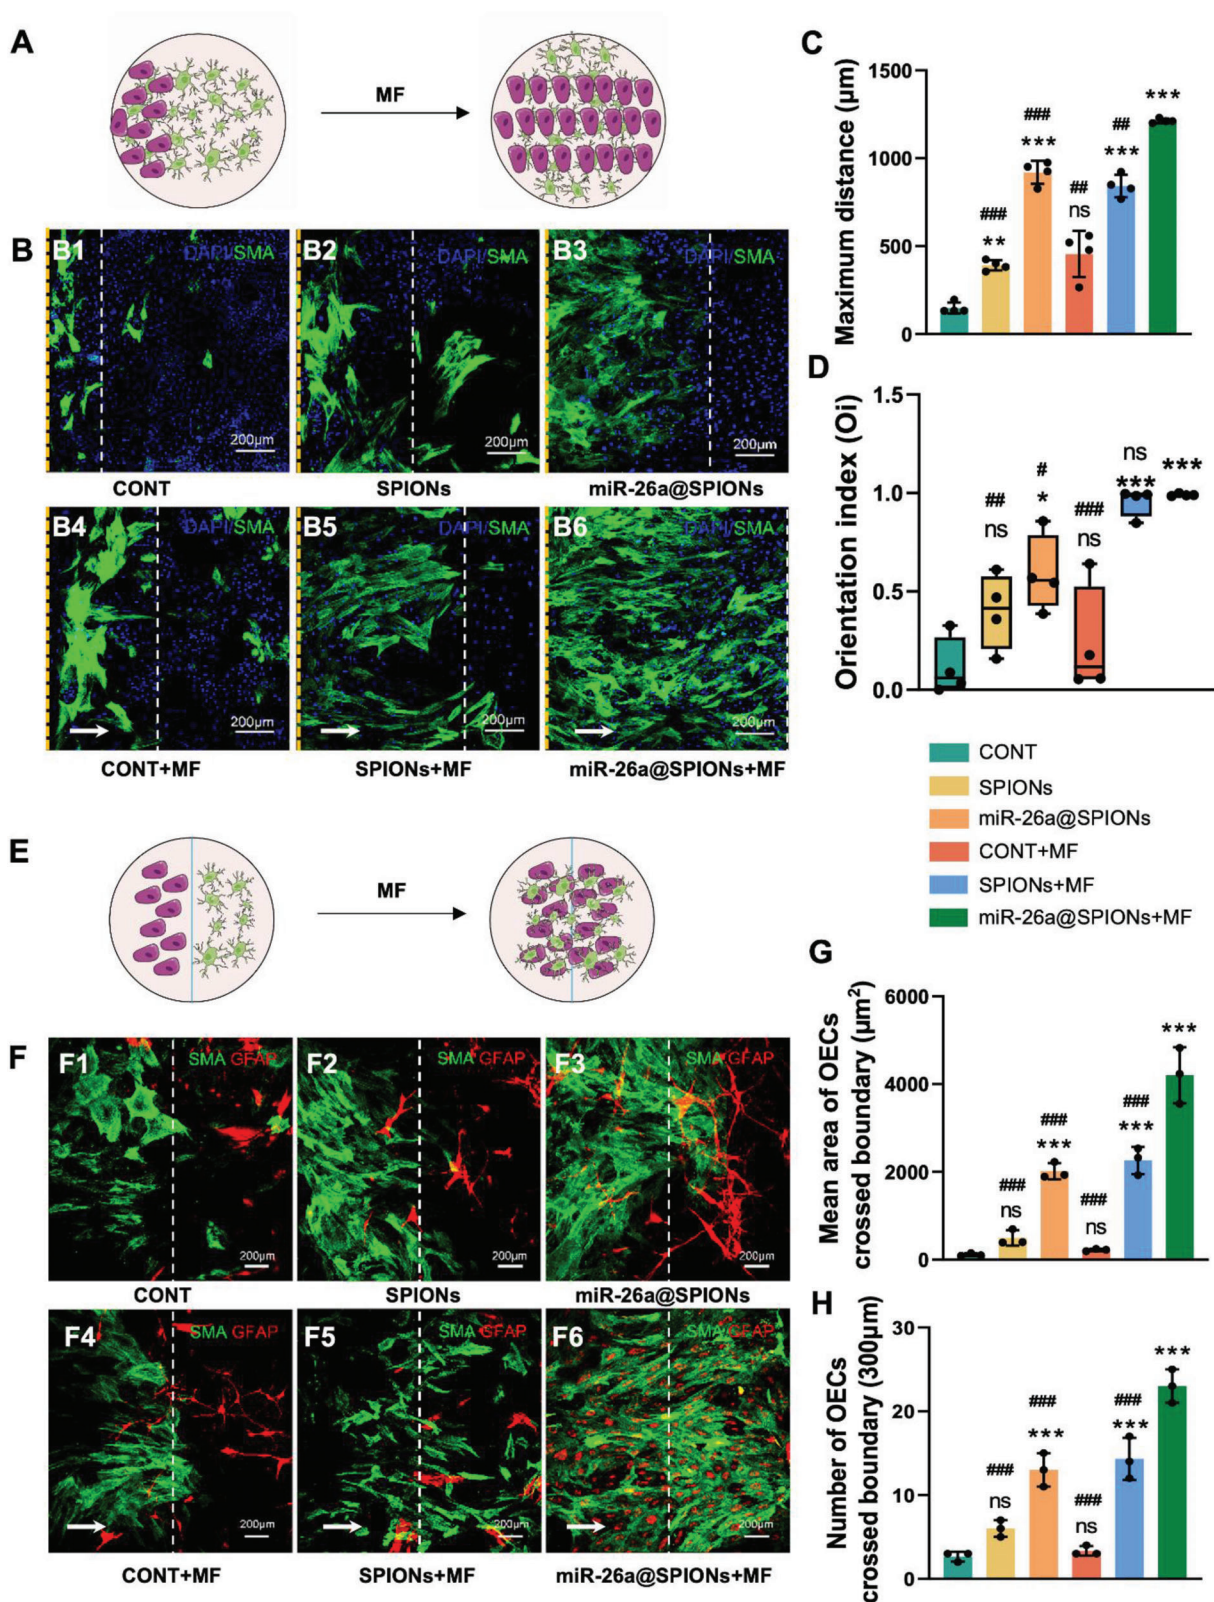 A
MF
B
B1
DAPI/SMA
200μm
CONT
B2
DAPI/SMA
200μm
SPIONs
B3
DAPI/SMA
200μm
miR-26a@SPIONs
B4
DAPI/SMA
200μm
CONT+MF
B5
DAPI/SMA
200μm
SPIONs+MF
B6
DAPI/SMA
200μm
miR-26a@SPIONs+MF
C
Maximum distance (μm)
1500
1000
500
0
###
**
###
***
##
ns
##
***
***
D
Orientation index (Oi)
1.5
1.0
0.5
0.0
##
ns
#
*
###
ns
ns
***
***
CONT
SPIONs
miR-26a@SPIONs
CONT+MF
SPIONs+MF
miR-26a@SPIONs+MF
E
MF
F
F1
SMA GFAP
200μm
CONT
F2
SMA GFAP
200μm
SPIONs
F3
SMA GFAP
200μm
miR-26a@SPIONs
F4
SMA GFAP
200μm
CONT+MF
F5
SMA GFAP
200μm
SPIONs+MF
F6
SMA GFAP
200μm
miR-26a@SPIONs+MF
G
Mean area of OECs
crossed boundary (μm²)
6000
4000
2000
0
###
ns
###
***
###
ns
###
***
***
H
Number of OECs
crossed boundary (300μm)
30
20
10
0
###
ns
###
***
###
ns
###
***
***